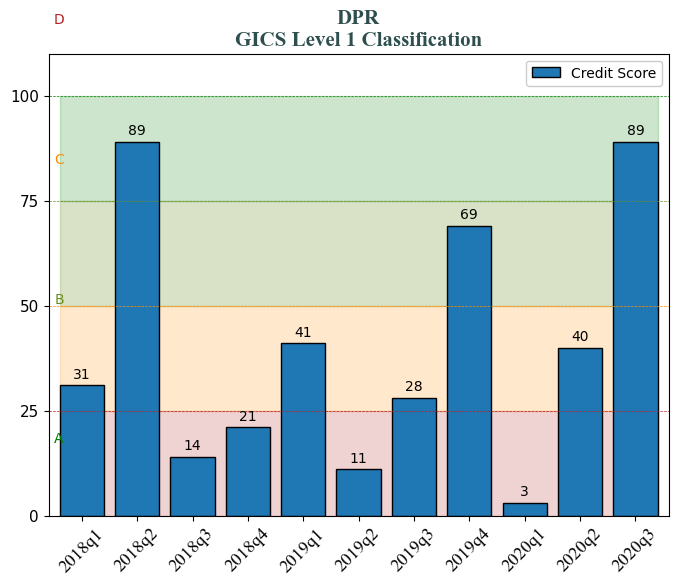 D
DPR
GICS Level 1 Classification
Credit Score
100
89
89
C
75
69
B
50
41
40
31
28
25
21
A
14
11
3
0
2018q1
2018q2
2018q3
2018q4
2019q1
2019q2
2019q3
2019q4
2020q1
2020q2
2020q3